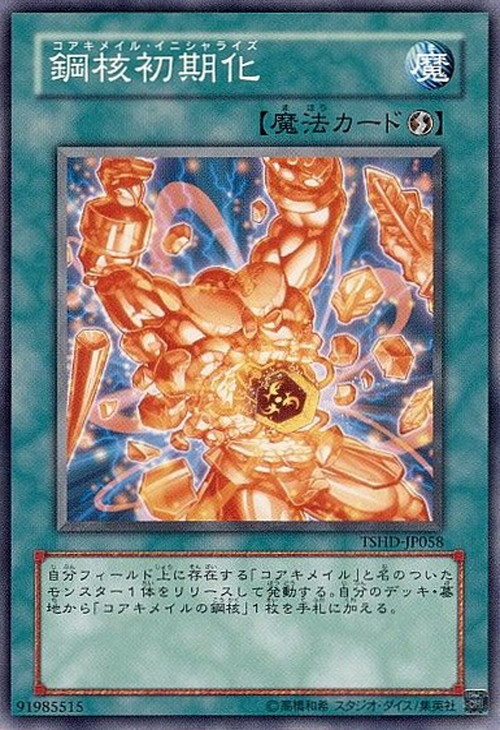 コアキメイル・イニシャライズ
鋼核初期化
魔
【魔法カード】
TSHD-JP058
自分フィールド上に存在する「コアキメイル」と名のついた
モンスター1体をリリースして発動する。自分のデッキ・墓
地から「コアキメイルの鋼核」1枚を手札に加える。
91985515
©高橋和希 スタジオ・ダイス/集英社